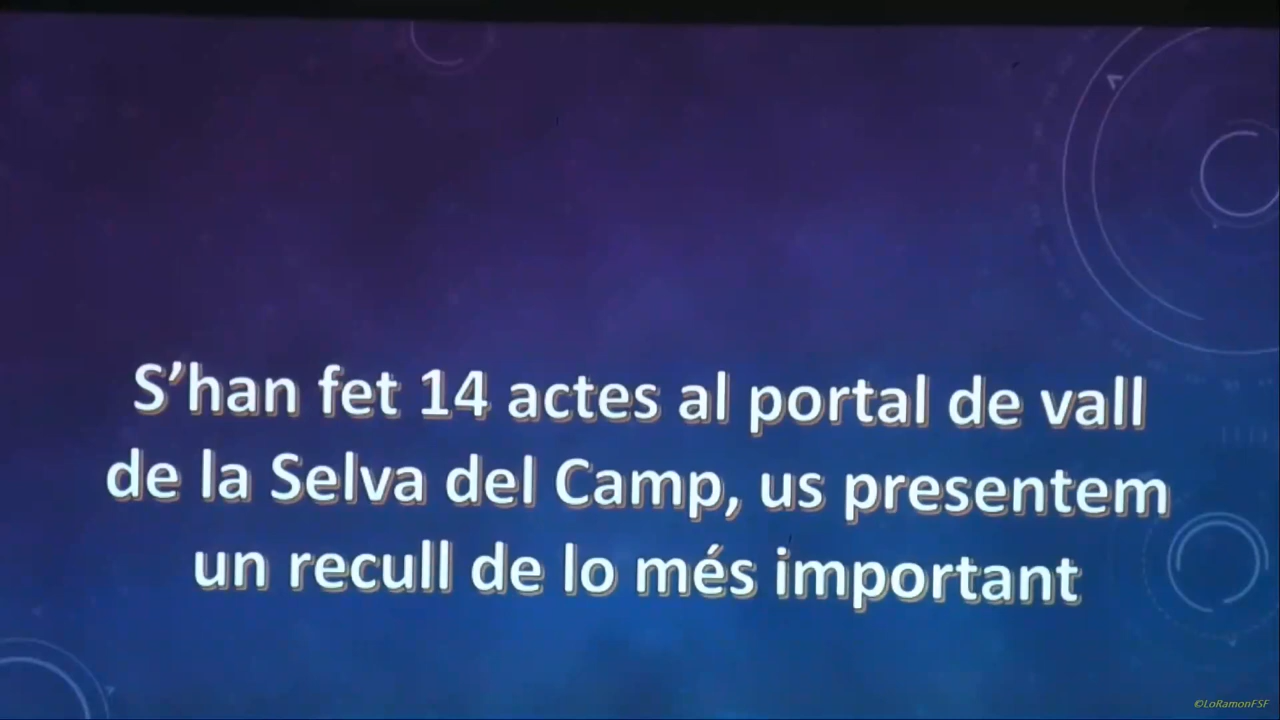 S’han fet 14 actes al portal de vall
de la Selva del Camp, us presentem
un recull de lo més important
©LoRamonFSF